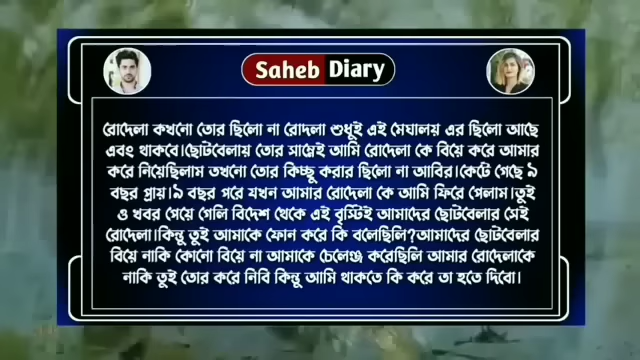 Saheb Diary
রোদেলা কখনো তোর ছিলো না রোদলা শুধুই এই মেঘালয় এর ছিলো আছে
এবং থাকবে।ছোটবেলায় তোর সাম্নেই আমি রোদেলা কে বিয়ে করে আমার
করে নিয়েছিলাম তখনো তোর কিচ্ছু করার ছিলো না আবির।কেটে গেছে ৯
বছর প্রায়।৯ বছর পরে যখন আমার রোদেলা কে আমি ফিরে পেলাম।তুই
ও খবর পেয়ে গেলি বিদেশ থেকে এই বৃস্টিই আমাদের ছোটবেলার সেই
রোদেলা।কিন্তু তুই আমাকে ফোন করে কি বলেছিলি?আমাদের ছোটবেলার
বিয়ে নাকি কোনো বিয়ে না আমাকে চেলেঞ্জ করেছিলি আমার রোদেলাকে
নাকি তুই তোর করে নিবি কিন্তু আমি থাকতে কি করে তা হতে দিবো।